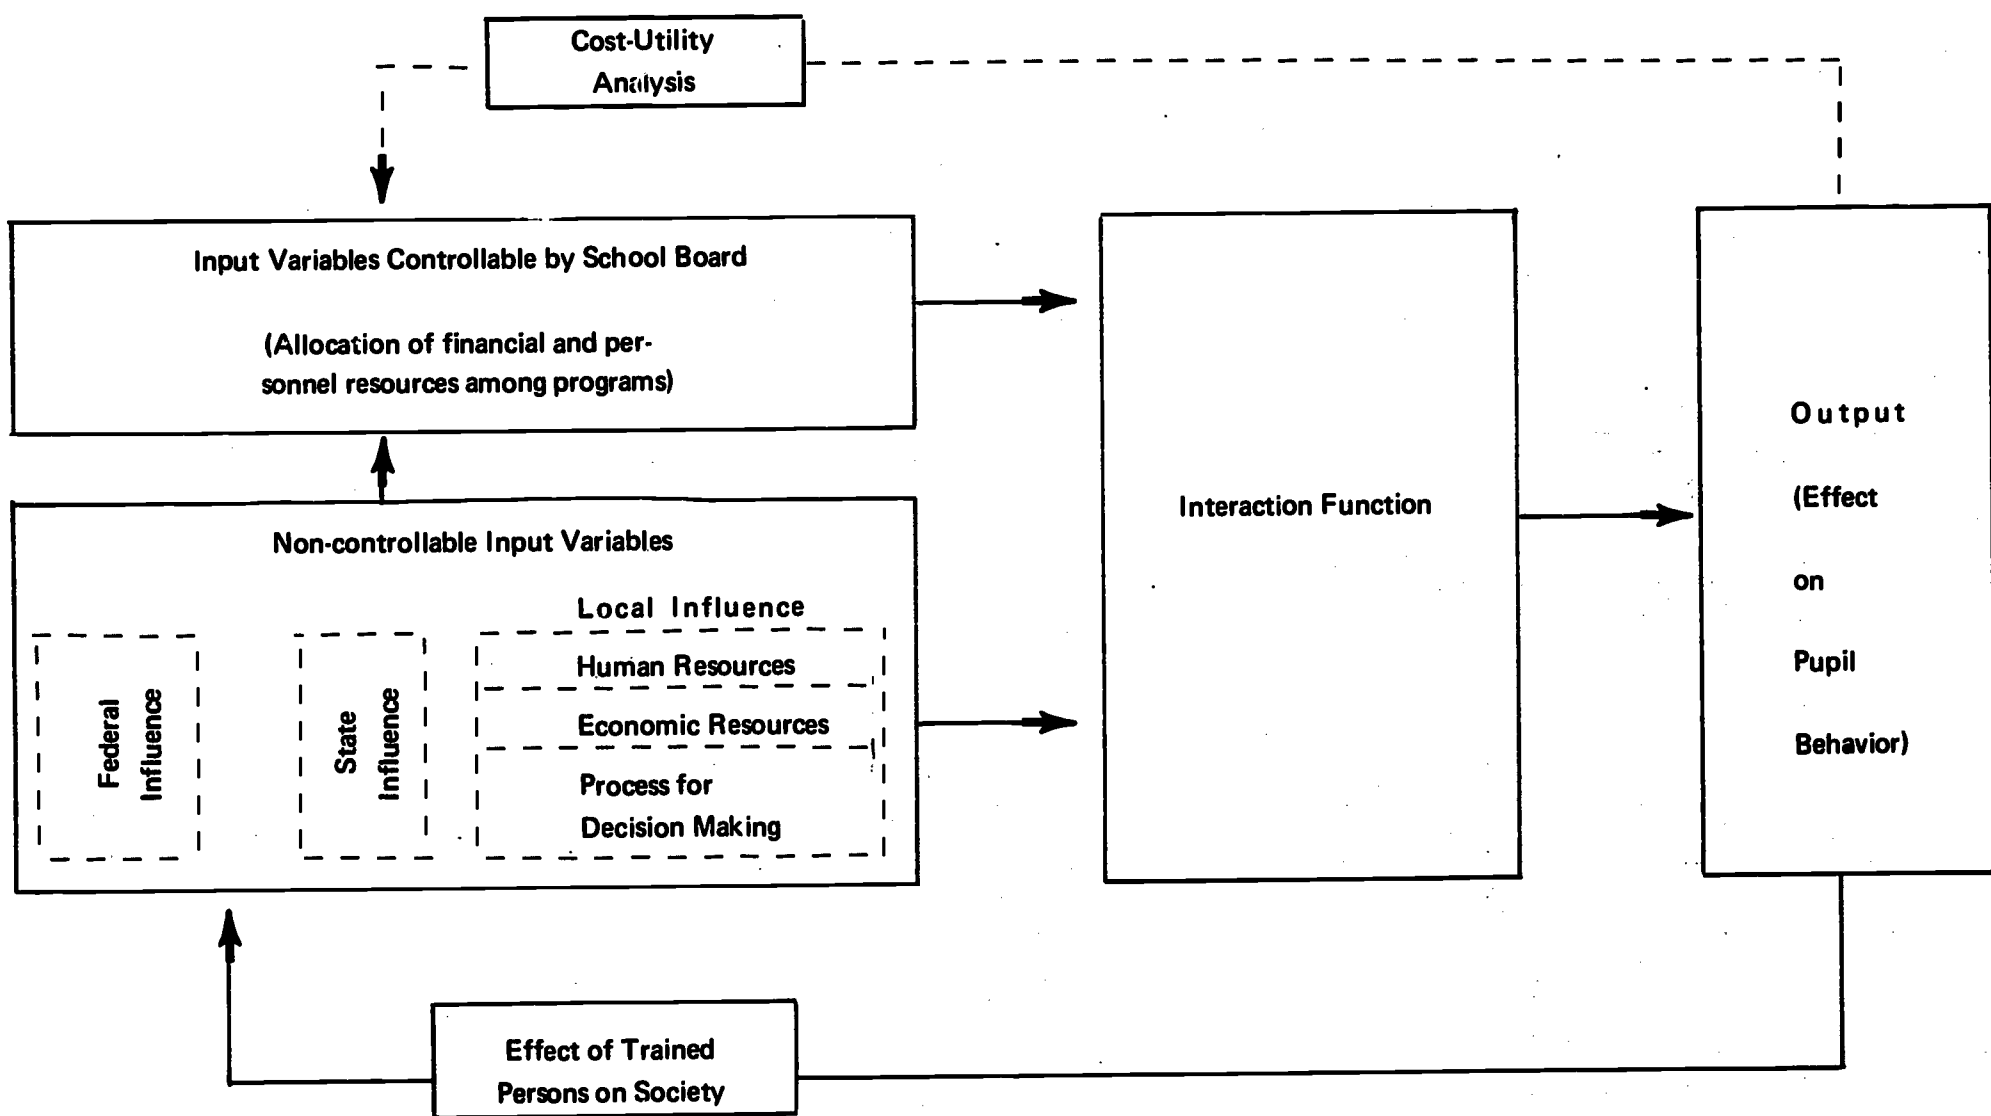 Cost-Utility
Analysis
Input Variables Controllable by School Board
(Allocation of financial and per-
sonnel resources among programs)
Non-controllable Input Variables
Federal
Influence
State
Influence
Local Influence
Human Resources
Economic Resources
Process for
Decision Making
Interaction Function
Output
(Effect
on
Pupil
Behavior)
Effect of Trained
Persons on Society